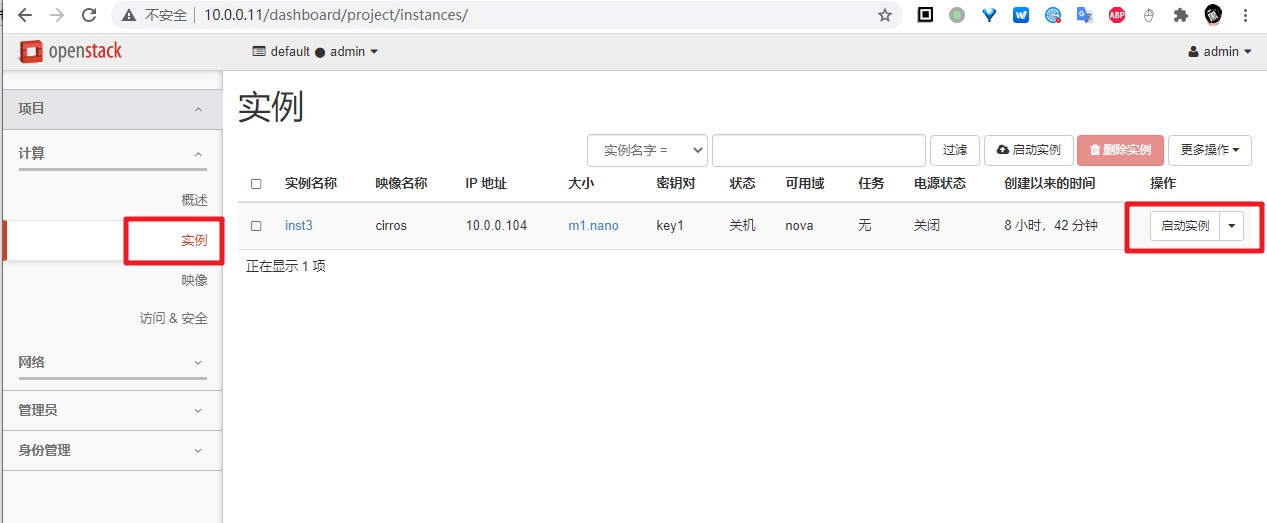 不安全 | 10.0.0.11/dashboard/project/instances/
ABP
openstack default ● admin admin
项目
计算
概述
实例
映像
访问 & 安全
网络
管理员
身份管理
实例
实例名字 = 过滤 启动实例 删除实例 更多操作
实例名称 映像名称 IP 地址 大小 密钥对 状态 可用域 任务 电源状态 创建以来的时间 操作
inst3 cirros 10.0.0.104 m1.nano key1 关机 nova 无 关闭 8 小时，42 分钟 启动实例
正在显示 1 项